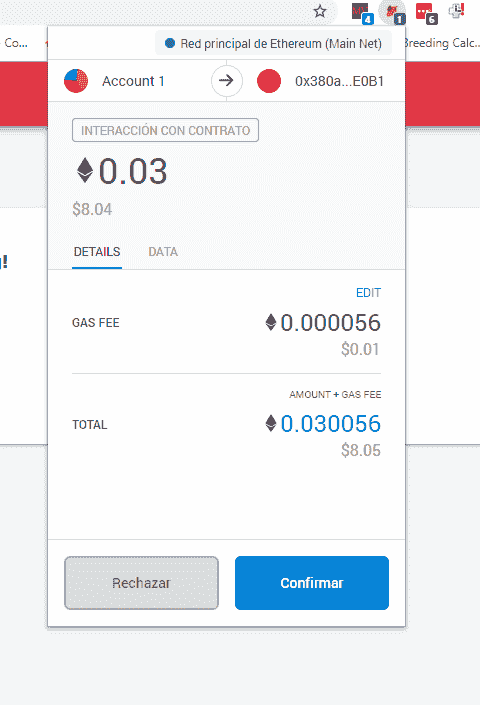 4 1 6
Co... Breeding Calc..
Red principal de Ethereum (Main Net)
Account 1 0x380a...E0B1
INTERACCIÓN CON CONTRATO
0.03
$8.04
DETAILS DATA
!
EDIT
GAS FEE 0.000056
$0.01
AMOUNT + GAS FEE
TOTAL 0.030056
$8.05
Rechazar Confirmar